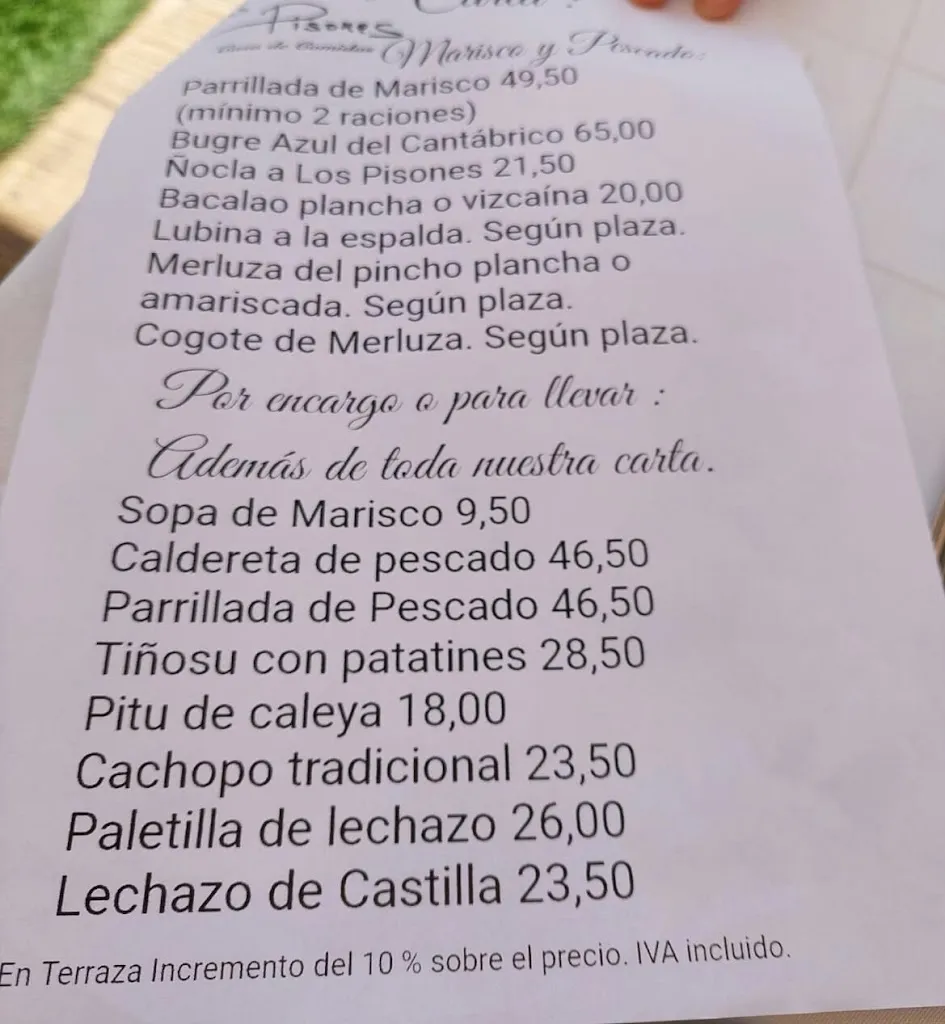 Pisones
Casa de Comidas
Marisco y Pescado:
Parrillada de Marisco 49,50
(mínimo 2 raciones)
Bugre Azul del Cantábrico 65,00
Ñocla a Los Pisones 21,50
Bacalao plancha o vizcaína 20,00
Lubina a la espalda. Según plaza.
Merluza del pincho plancha o
amariscada. Según plaza.
Cogote de Merluza. Según plaza.
Por encargo o para llevar :
Además de toda nuestra carta.
Sopa de Marisco 9,50
Caldereta de pescado 46,50
Parrillada de Pescado 46,50
Tiñosu con patatines 28,50
Pitu de caleya 18,00
Cachopo tradicional 23,50
Paletilla de lechazo 26,00
Lechazo de Castilla 23,50
En Terraza Incremento del 10 % sobre el precio. IVA incluido.